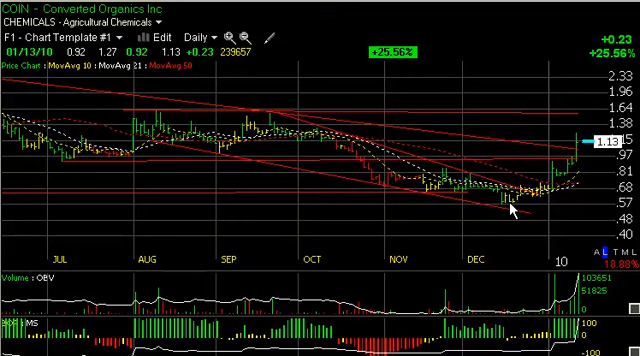 COIN - Converted Organics Inc
CHEMICALS - Agricultural Chemicals
F1 - Chart Template #1 Edit Daily
01/13/10 0.92 1.27 0.92 1.13 +0.23 239657 +25.56% +0.23
+25.56%
Price Chart : MovAvg 10 : MovAvg 21 : MovAvg 50
2.33
1.96
1.64
1.38
1.13
.97
.81
.68
.57
.48
.40
JUL AUG SEP OCT NOV DEC 10
A L T M L
18.88%
Volume : OBV
103651
51825
MS
100
0.00
-100